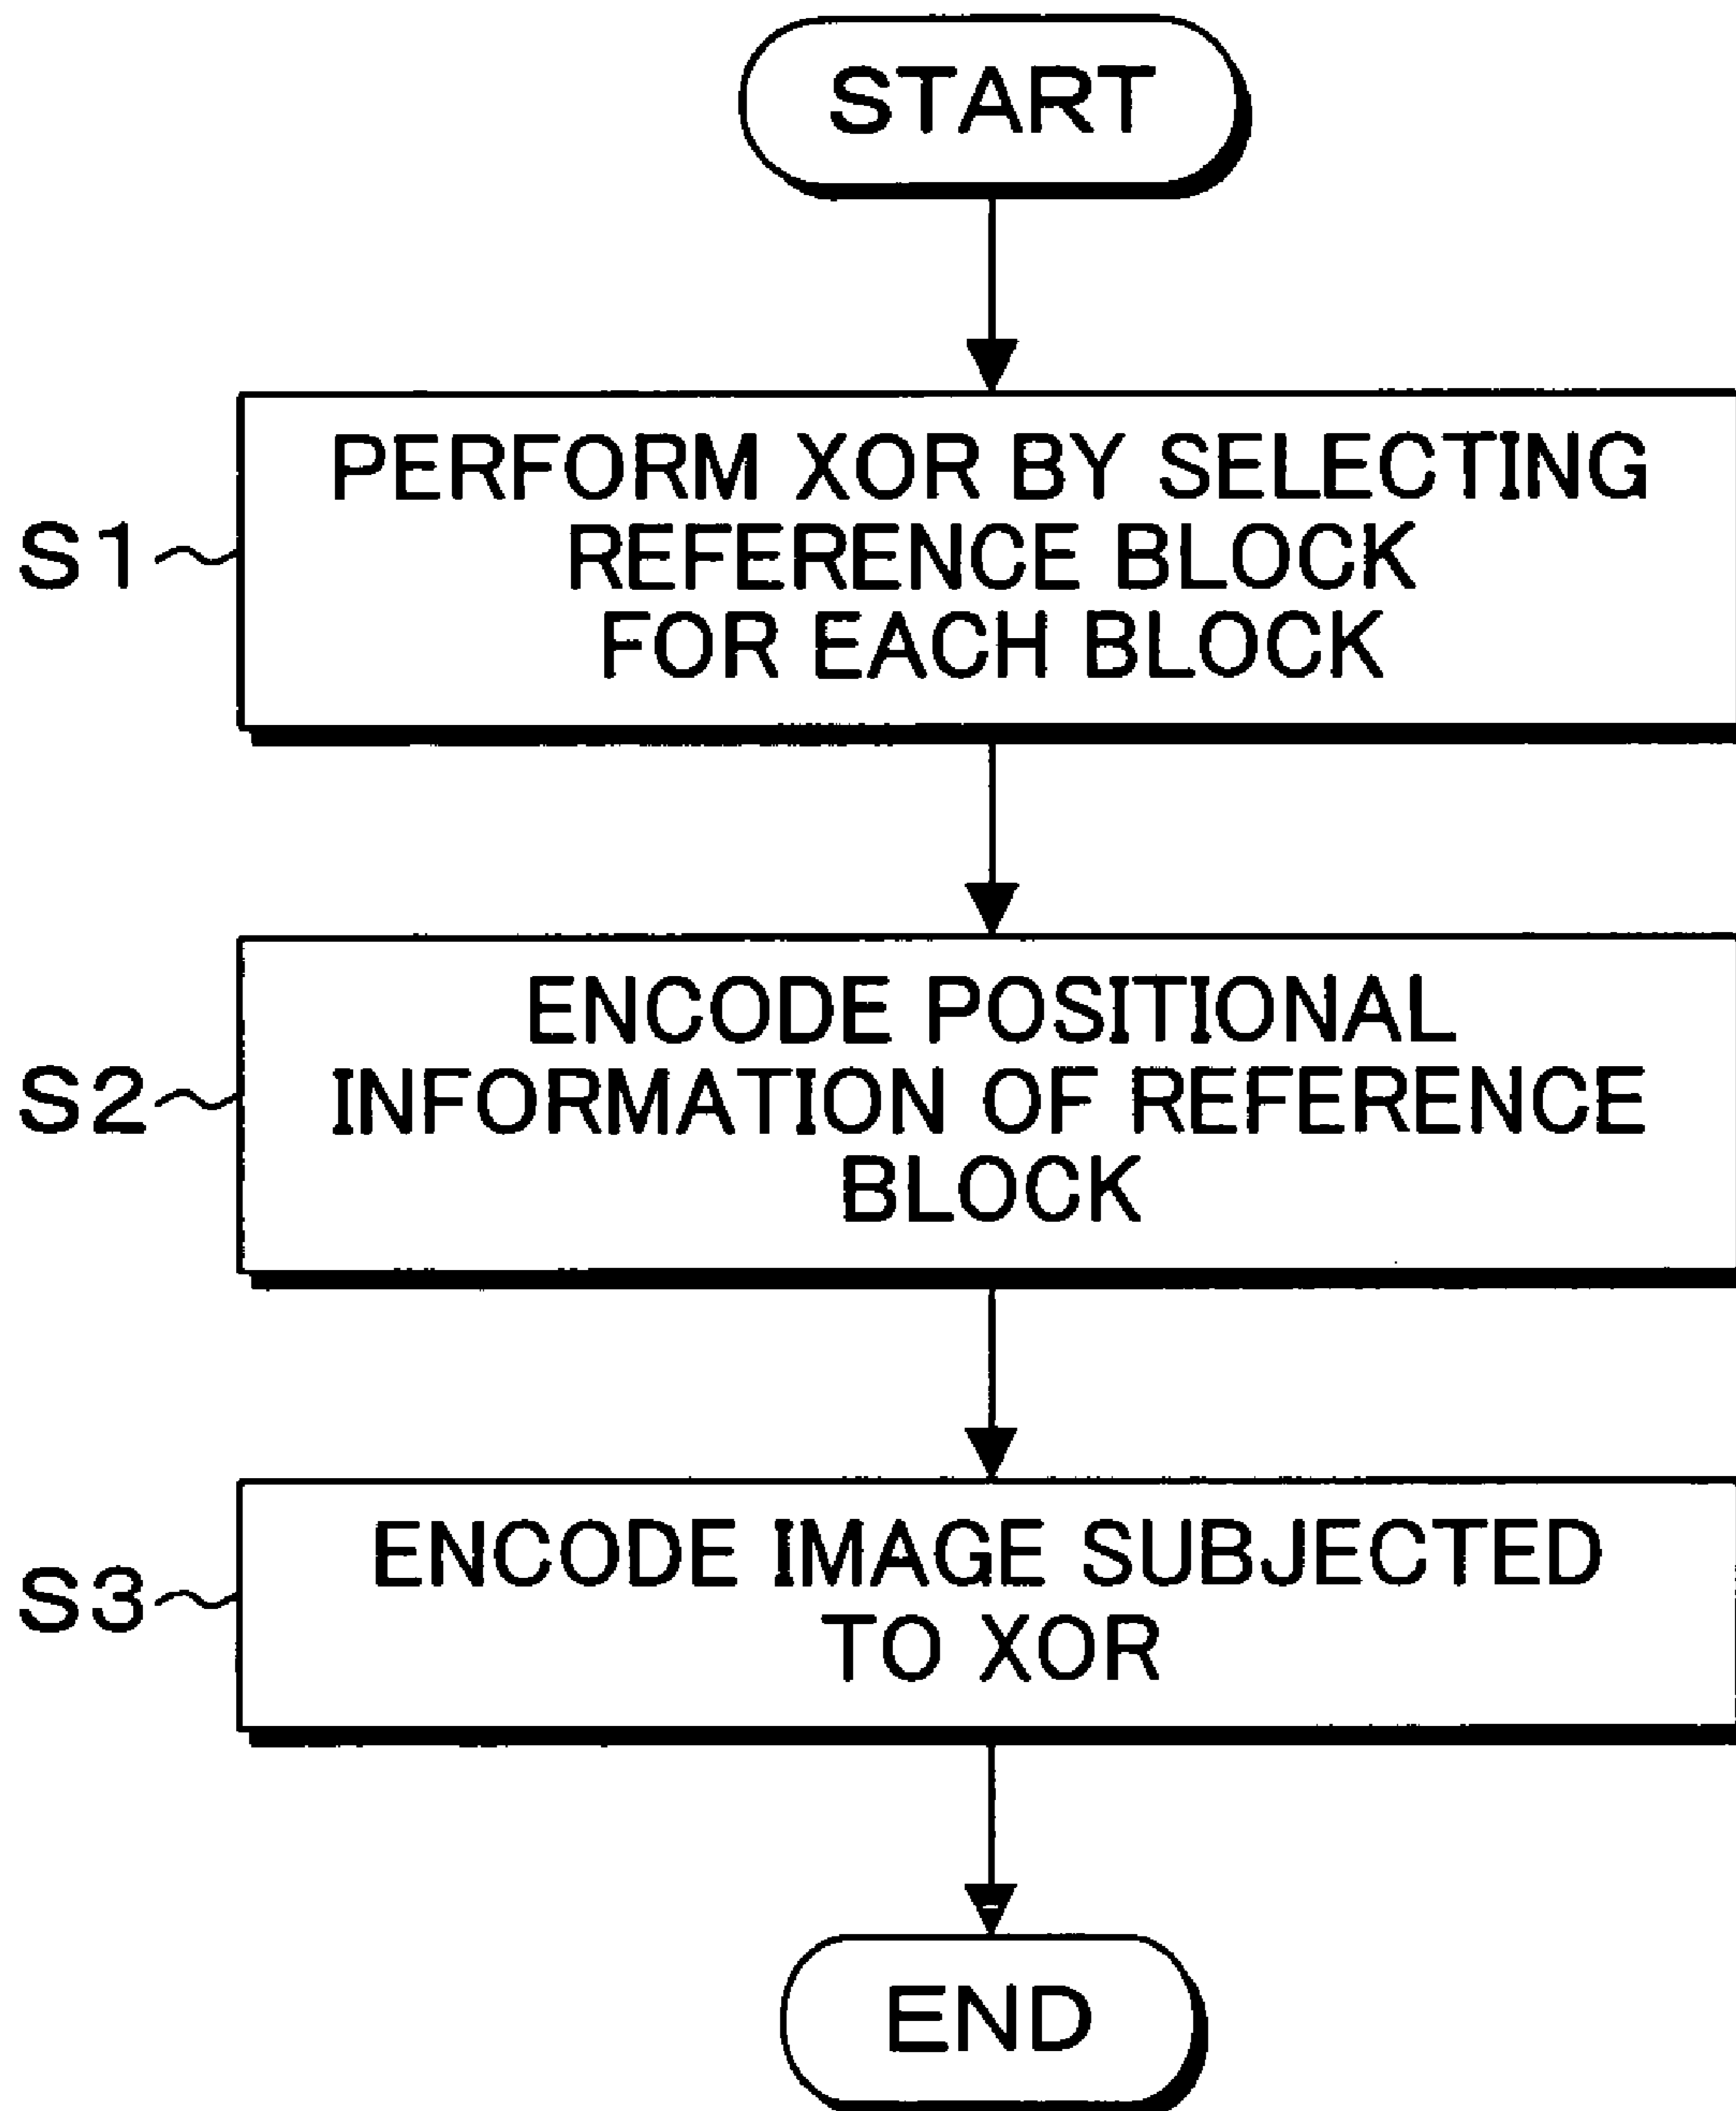 START
PERFORM XOR BY SELECTING
REFERENCE BLOCK
S1
FOR EACH BLOCK
ENCODE POSITIONAL
S2
INFORMATION OF REFERENCE
BLOCK
ENCODE IMAGE SUBJECTED
S3
TO XOR
END